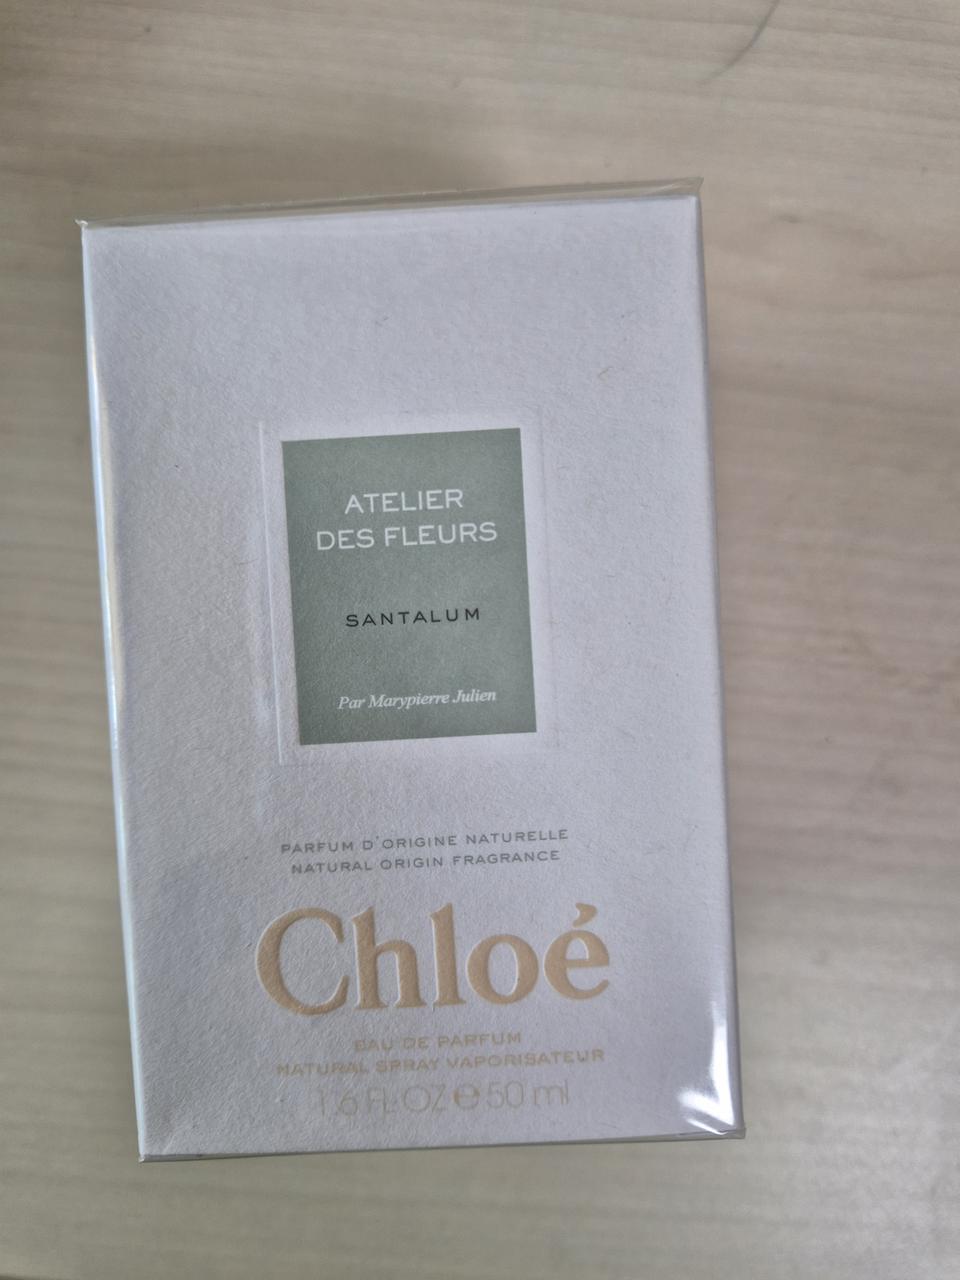 ATELIER
DES FLEURS
SANTALUM
Par Marypierre Julien
PARFUM D'ORIGINE NATURELLE
NATURAL ORIGIN FRAGRANCE
Chloé
EAU DE PARFUM
NATURAL SPRAY VAPORISATEUR
1.6 FL. OZ ℮ 50 ml